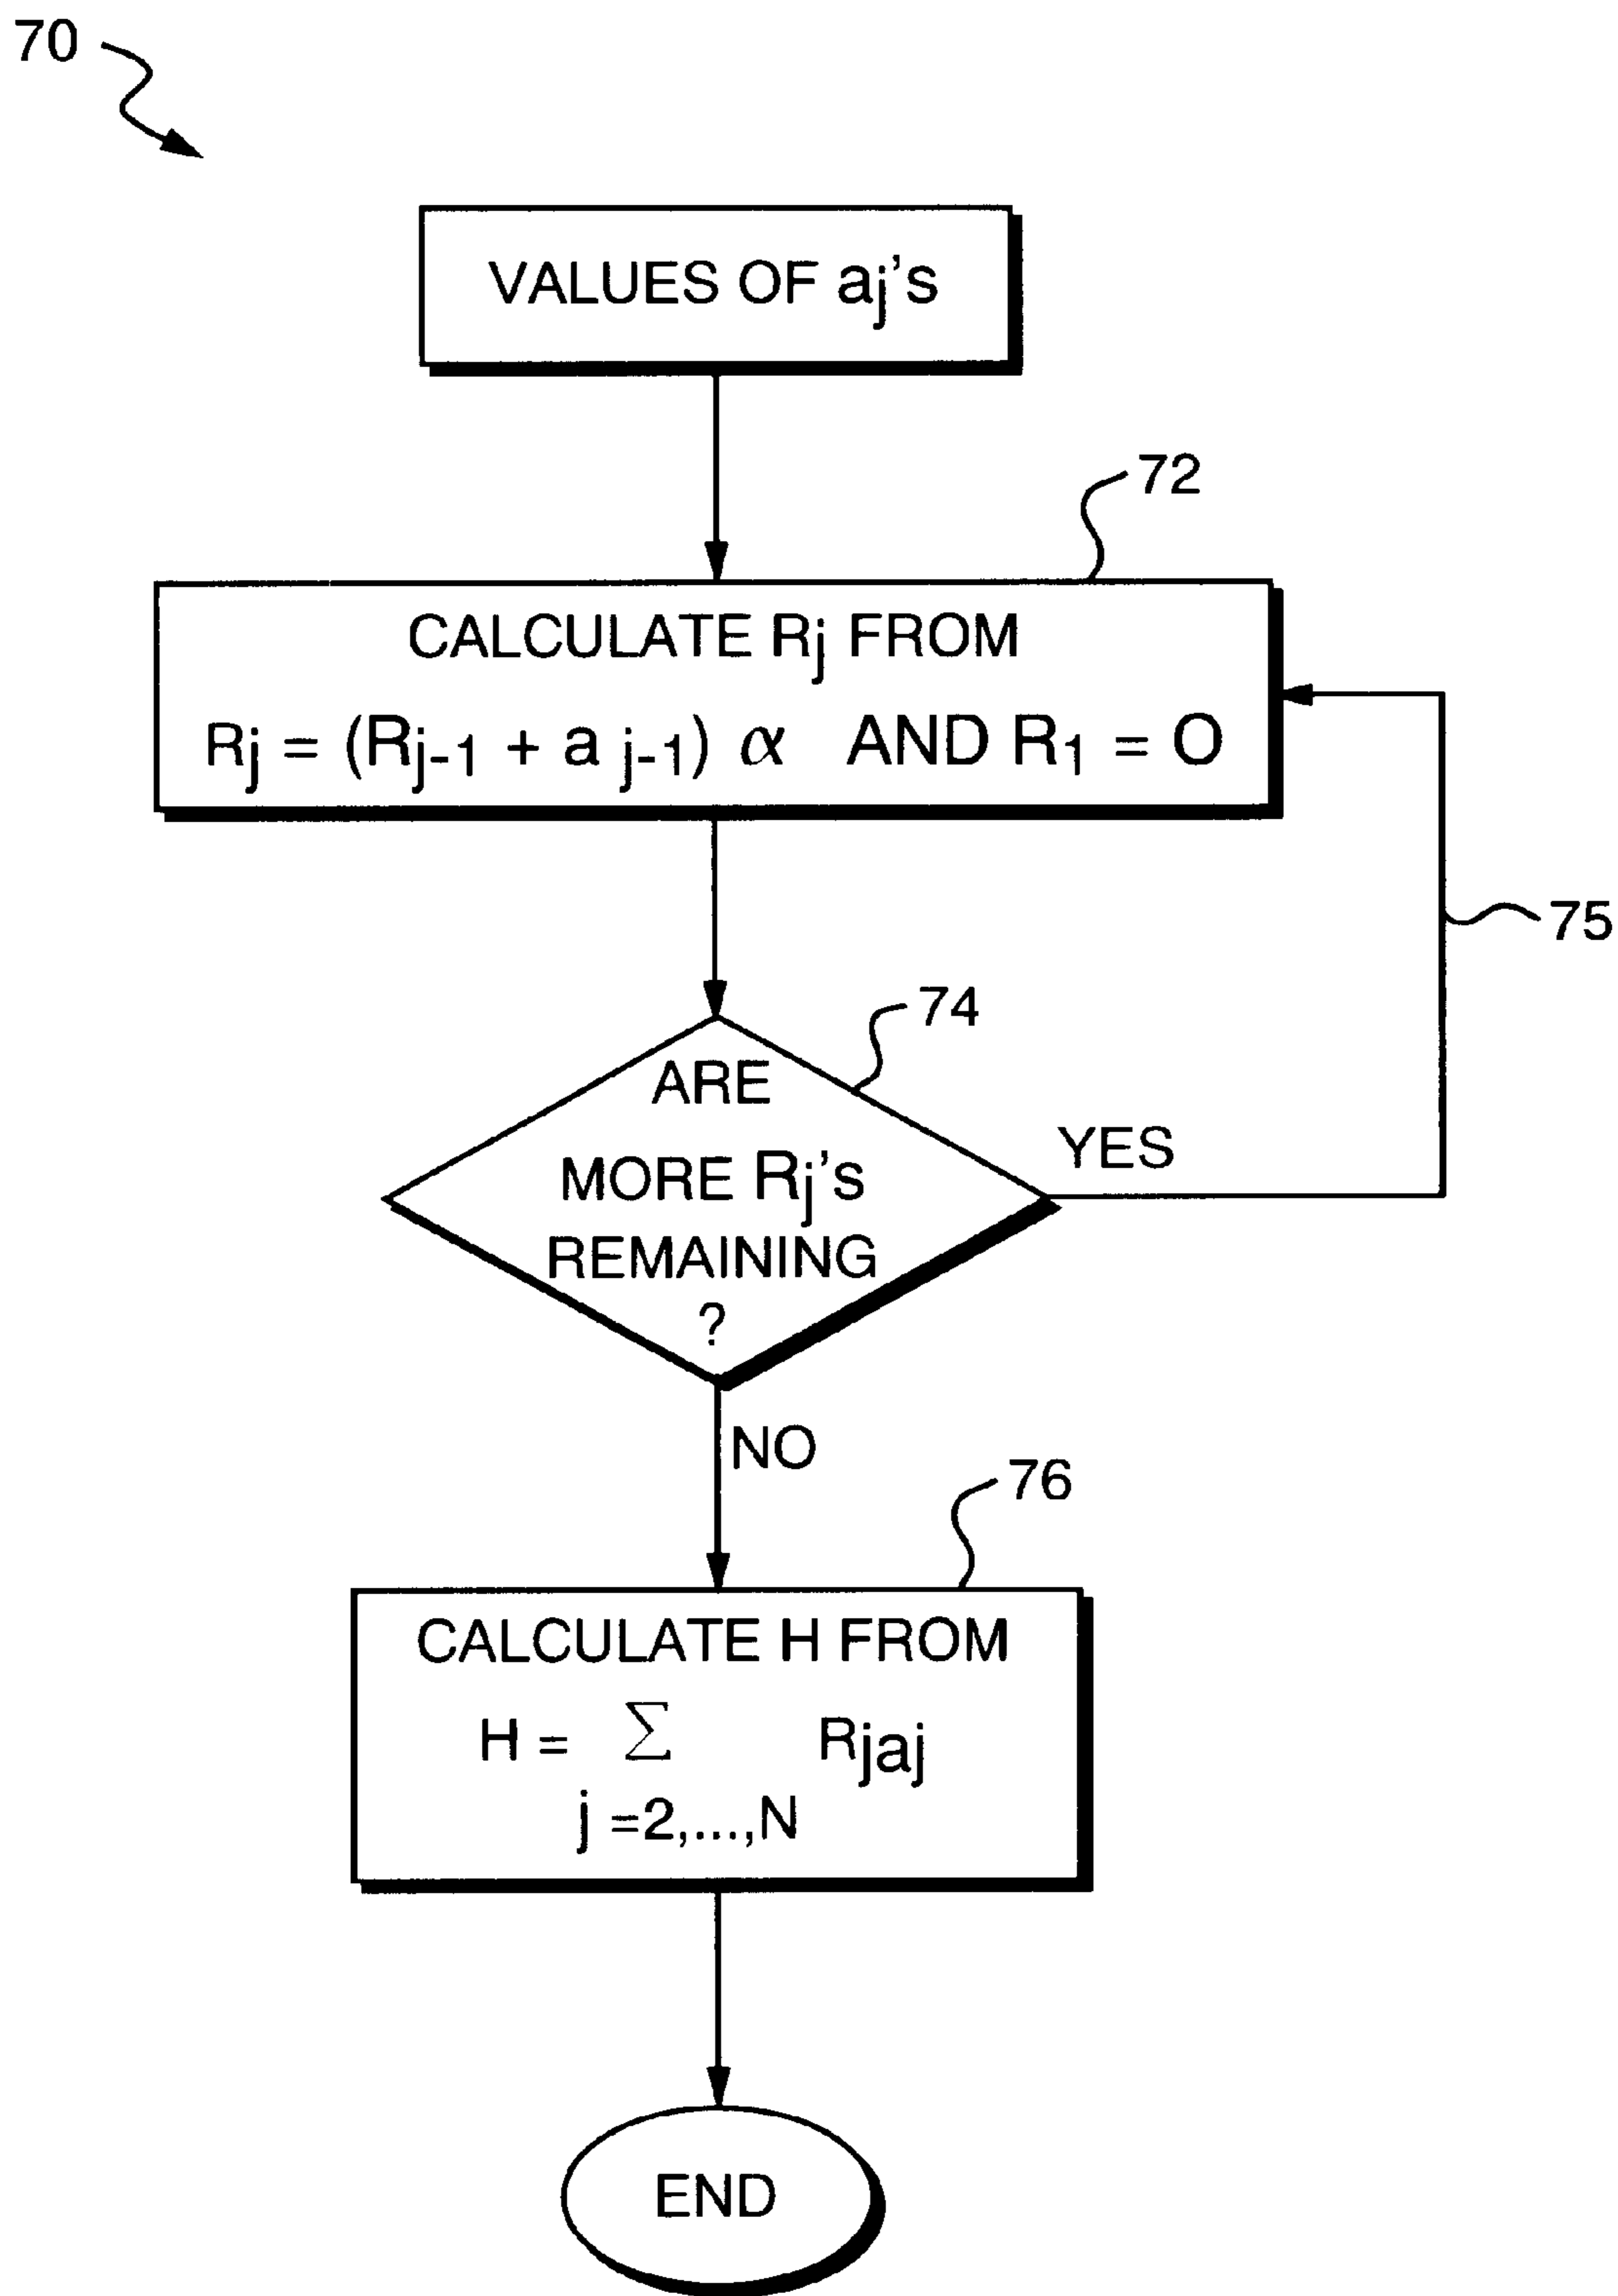 70
VALUES OF aj's
72
CALCULATE Rj FROM
Rj = (Rj-1 + a j-1) α AND R1 = O
75
74
ARE
MORE Rj's
REMAINING
?
YES
NO
76
CALCULATE H FROM
H = Σ Rjaj
j =2,...,N
END